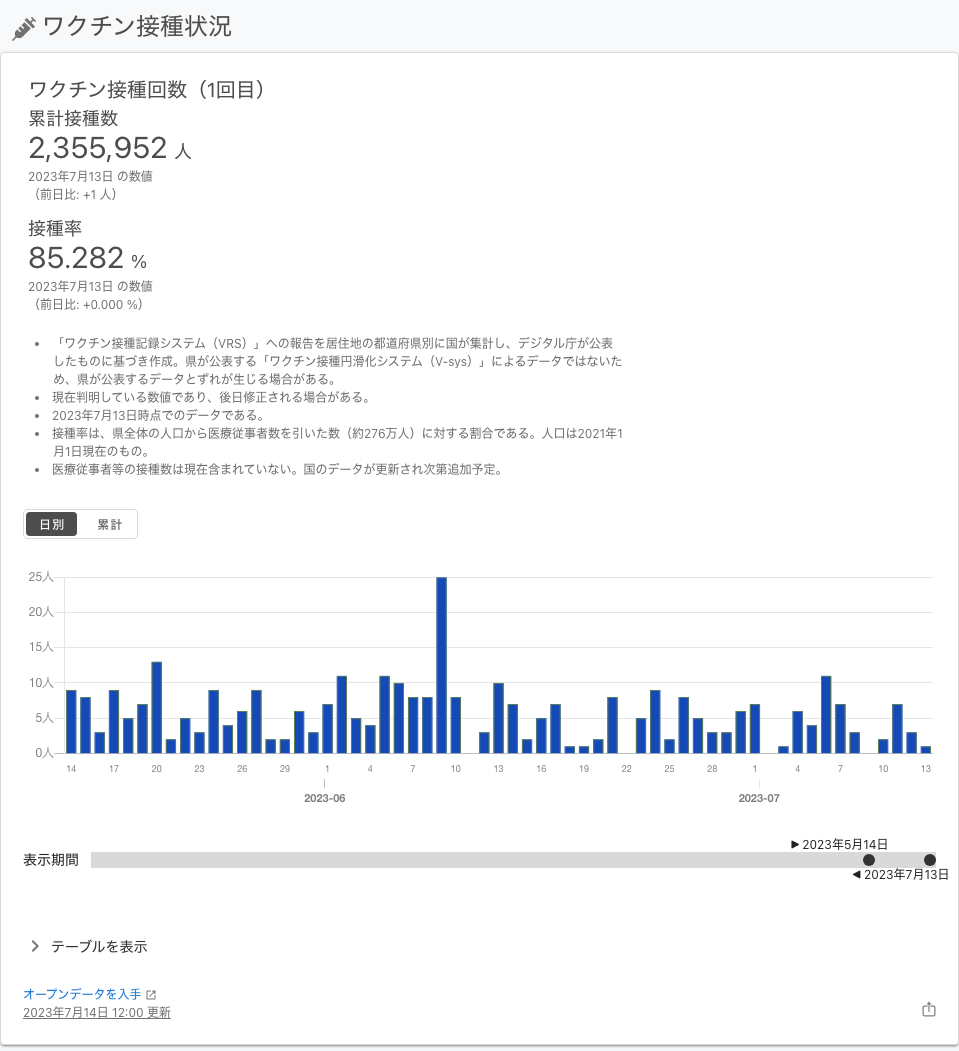 ワクチン接種状況
ワクチン接種回数（1回目）
累計接種数
2,355,952 人
2023年7月13日 の数値
（前日比: +1 人）
接種率
85.282 %
2023年7月13日 の数値
（前日比: +0.000 %）
• 「ワクチン接種記録システム（VRS）」への報告を居住地の都道府県別に国が集計し、デジタル庁が公表
したものに基づき作成。県が公表する「ワクチン接種円滑化システム（V-sys）」によるデータではないた
め、県が公表するデータとずれが生じる場合がある。
• 現在判明している数値であり、後日修正される場合がある。
• 2023年7月13日時点でのデータである。
• 接種率は、県全体の人口から医療従事者数を引いた数（約276万人）に対する割合である。人口は2021年1
月1日現在のもの。
• 医療従事者等の接種数は現在含まれていない。国のデータが更新され次第追加予定。
日別 累計
25人
20人
15人
10人
5人
0人
14 17 20 23 26 29 1 4 7 10 13 16 19 22 25 28 1 4 7 10 13
2023-06 2023-07
▶ 2023年5月14日
表示期間
◀ 2023年7月13日
テーブルを表示
オープンデータを入手
2023年7月14日 12:00 更新